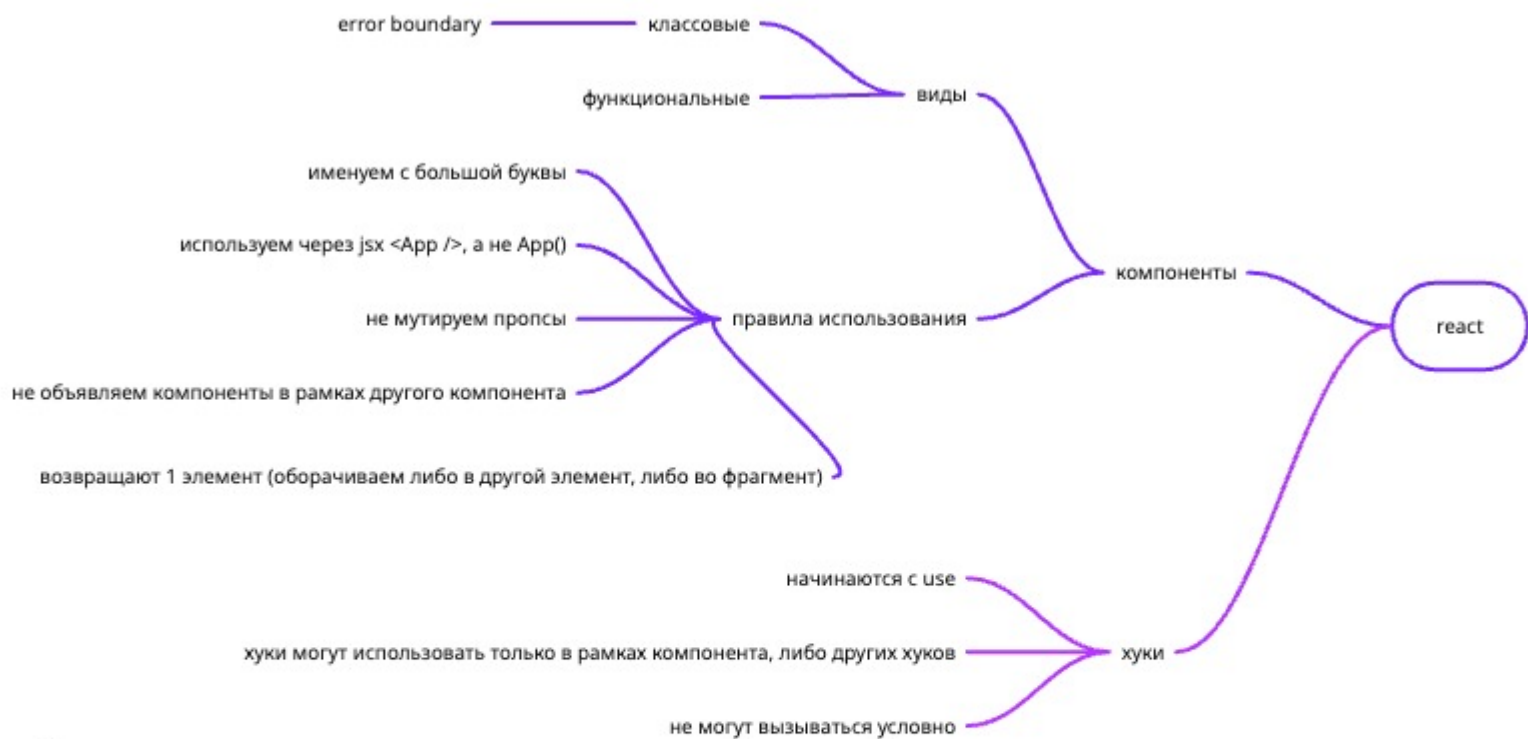 error boundary
классовые
функциональные
виды
именуем с большой буквы
используем через jsx <App />, а не App()
компоненты
не мутируем пропсы
правила использования
react
не объявляем компоненты в рамках другого компонента
возвращают 1 элемент (оборачиваем либо в другой элемент, либо во фрагмент)
начинаются с use
хуки могут использовать только в рамках компонента, либо других хуков
хуки
не могут вызываться условно